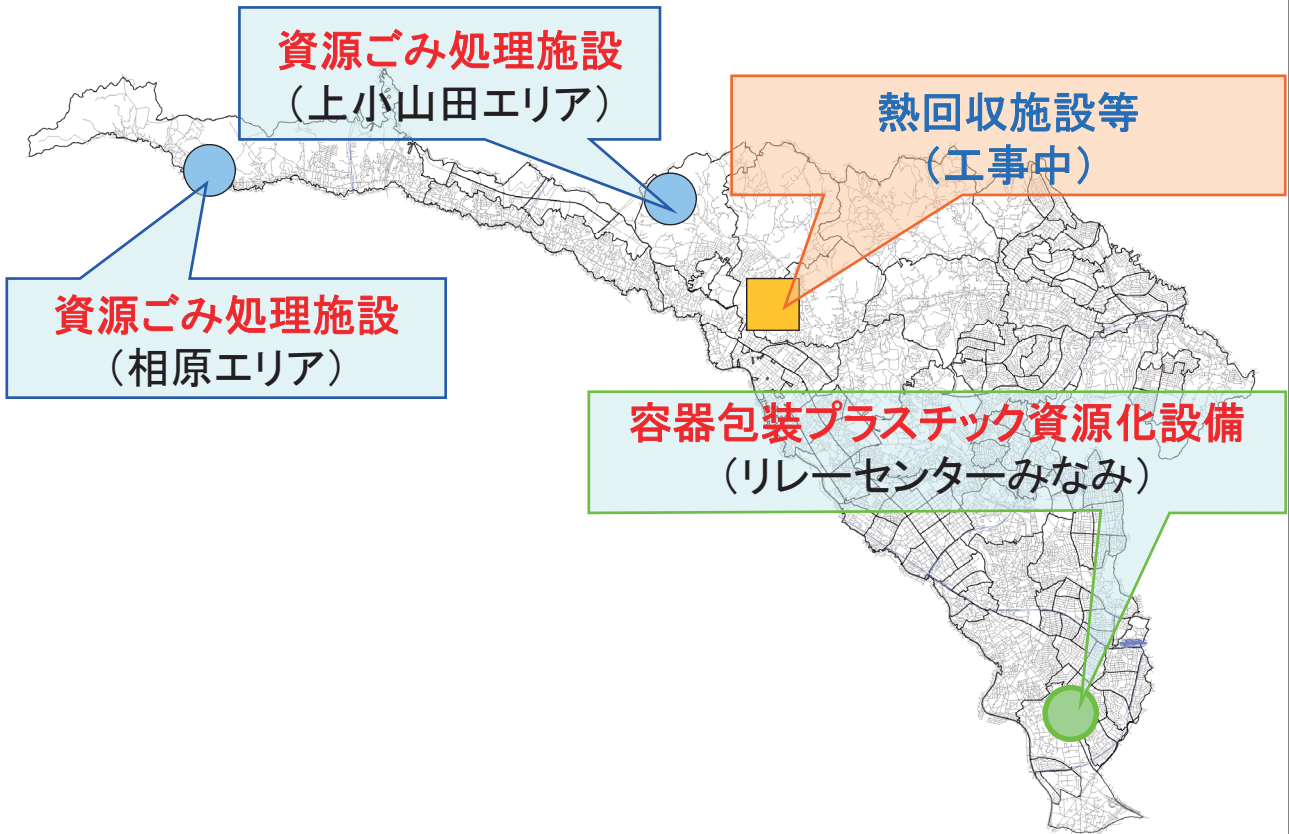 資源ごみ処理施設
（上小山田エリア）
熱回収施設等
（工事中）
資源ごみ処理施設
（相原エリア）
容器包装プラスチック資源化設備
（リレーセンターみなみ）